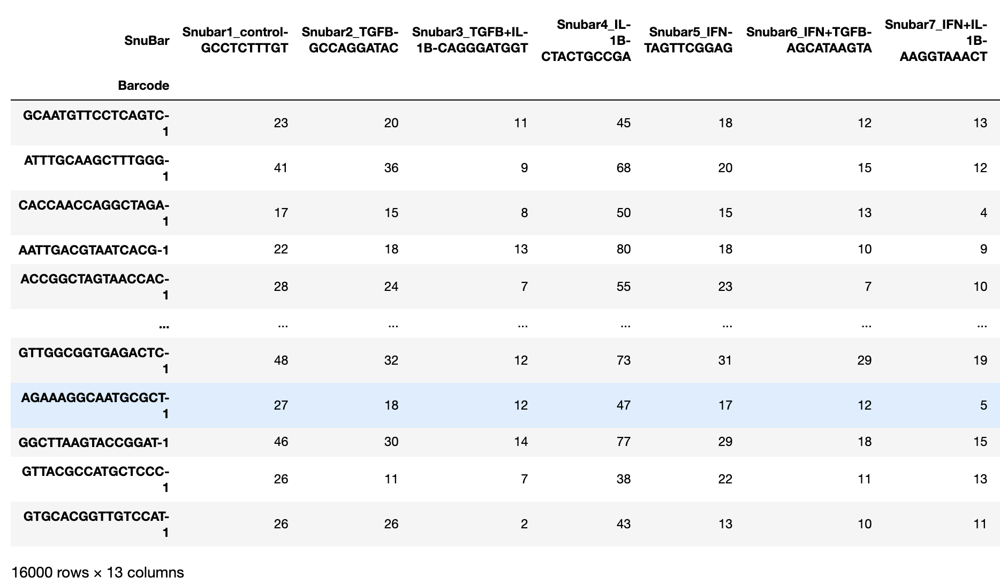 SnuBar Snubar1_control-GCCTCTTTGT Snubar2_TGFB-GCCAGGATAC Snubar3_TGFB+IL-1B-CAGGGATGGT Snubar4_IL-1B-CTACTGCCGA Snubar5_IFN-TAGTTCGGAG Snubar6_IFN+TGFB-AGCATAAGTA Snubar7_IFN+IL-1B-AAGGTAAACT
Barcode
GCAATGTTCCTCAGTC-1 23 20 11 45 18 12 13
ATTTGCAAGCTTTGGG-1 41 36 9 68 20 15 12
CACCAACCAGGCTAGA-1 17 15 8 50 15 13 4
AATTGACGTAATCACG-1 22 18 13 80 18 10 9
ACCGGCTAGTAACCAC-1 28 24 7 55 23 7 10
... ... ... ... ... ... ... ...
GTTGGCGGTGAGACTC-1 48 32 12 73 31 29 19
AGAAAGGCAATGCGCT-1 27 18 12 47 17 12 5
GGCTTAAGTACCGGAT-1 46 30 14 77 29 18 15
GTTACGCCATGCTCCC-1 26 11 7 38 22 11 13
GTGCACGGTTGTCCAT-1 26 26 2 43 13 10 11
16000 rows × 13 columns